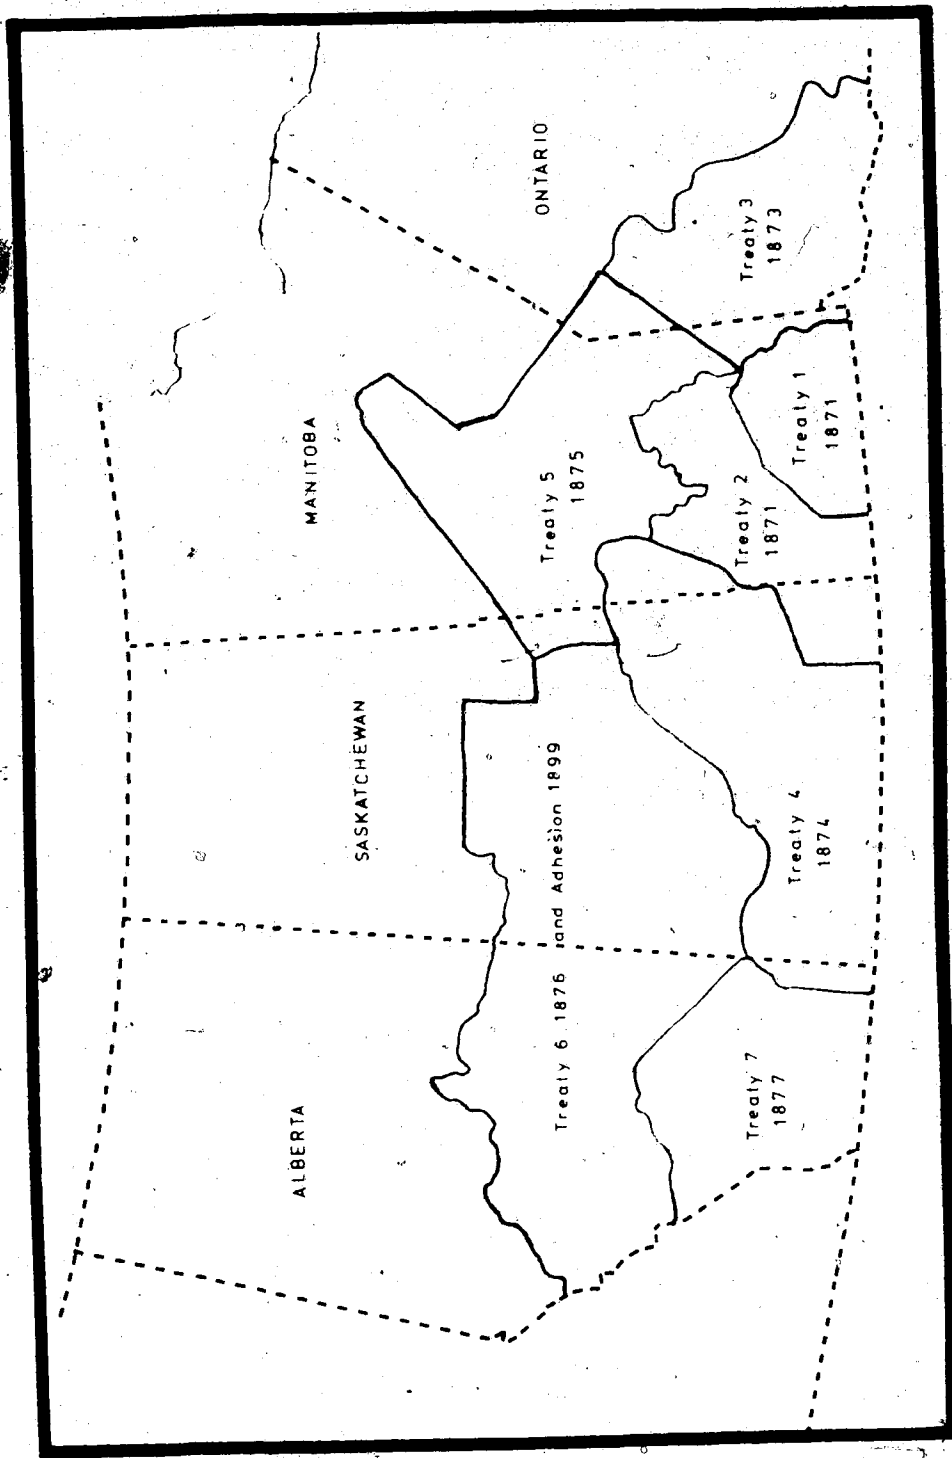 ALBERTA
SASKATCHEWAN
MANITOBA
ONTARIO
Treaty 6 1876 and Adhesion 1899
Treaty 5
1875
Treaty 7
1877
Treaty 4
1874
Treaty 2
1871
Treaty 1
1871
Treaty 3
1873